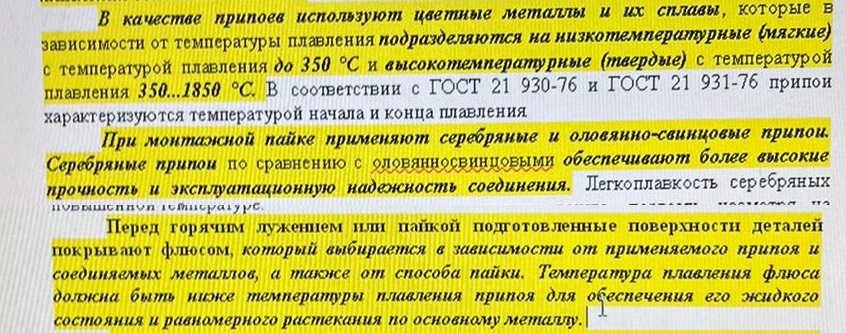 В качестве припоев используют цветные металлы и их сплавы, которые в
зависимости от температуры плавления подразделяются на низкотемпературные (мягкие)
с температурой плавления до 350 °С и высокотемпературные (твердые) с температурой
плавления 350...1850 °С. В соответствии с ГОСТ 21 930-76 и ГОСТ 21 931-76 припои
характеризуются температурой начала и конца плавления
При монтажной пайке применяют серебряные и оловянно-свинцовые припои.
Серебряные припои по сравнению с оловянносвинцовыми обеспечивают более высокие
прочность и эксплуатационную надежность соединения. Легкоплавкость серебряных
повышенной температуре.
Перед горячим лужением или пайкой подготовленные поверхности деталей
покрывают флюсом, который выбирается в зависимости от применяемого припоя и
соединяемых металлов, а также от способа пайки. Температура плавления флюса
должна быть ниже температуры плавления припоя для обеспечения его жидкого
состояния и равномерного растекания по основному металлу.